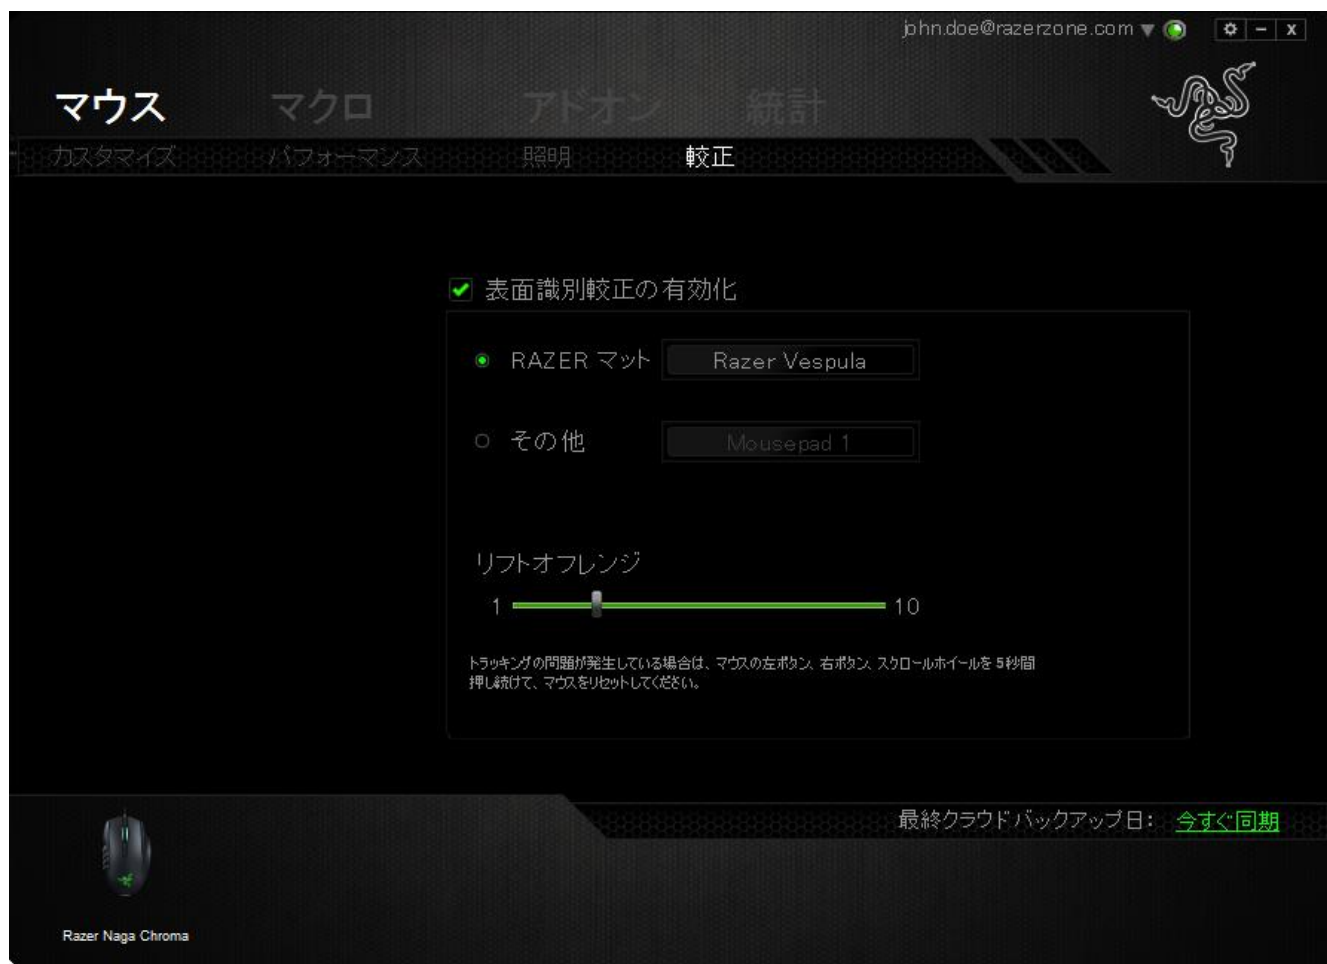 john.doe@razerzone.com
マウス マクロ アドオン 統計
カスタマイズ パフォーマンス 照明 較正
表面識別較正の有効化
RAZER マット Razer Vespula
その他 Mousepad 1
リフトオフレンジ
1 10
トラッキングの問題が発生している場合は、マウスの左ボタン、右ボタン、スクロールホイールを 5 秒間
押し続けて、マウスをリセットしてください。
最終クラウドバックアップ日: 今すぐ同期
Razer Naga Chroma